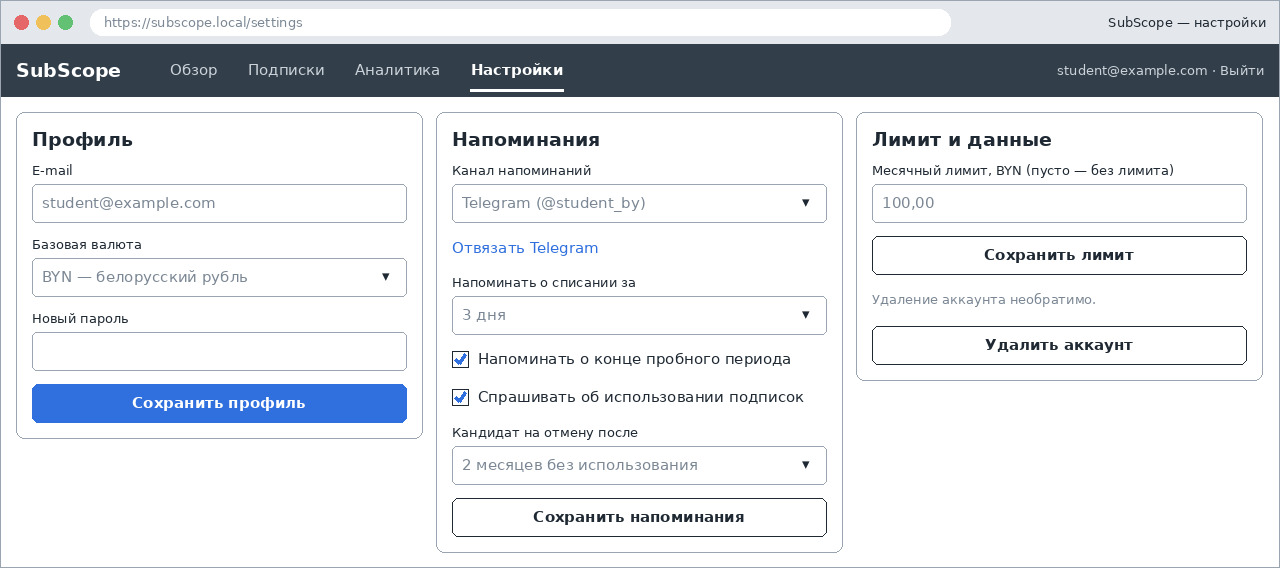 https://subscope.local/settings
SubScope — настройки
SubScope
Обзор
Подписки
Аналитика
Настройки
student@example.com · Выйти
Профиль
E-mail
student@example.com
Базовая валюта
BYN — белорусский рубль
Новый пароль
Сохранить профиль
Напоминания
Канал напоминаний
Telegram (@student_by)
Отвязать Telegram
Напоминать о списании за
3 дня
Напоминать о конце пробного периода
Спрашивать об использовании подписок
Кандидат на отмену после
2 месяцев без использования
Сохранить напоминания
Лимит и данные
Месячный лимит, BYN (пусто — без лимита)
100,00
Сохранить лимит
Удаление аккаунта необратимо.
Удалить аккаунт